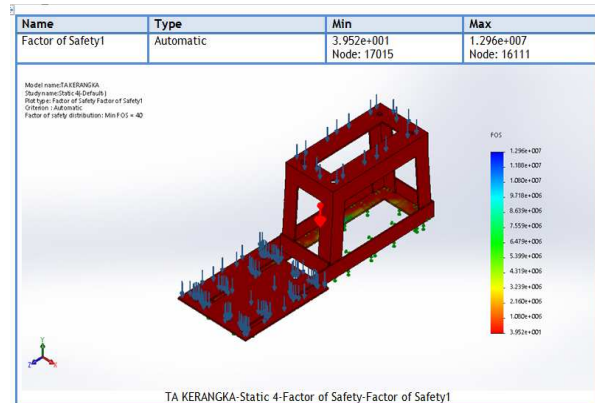 Name Type Min Max
Factor of Safety1 Automatic 3.952e+001 1.296e+007
Node: 17015 Node: 16111
Model name:TA KERANGKA
Study name:Static 4(-Default-)
Plot type: Factor of Safety Factor of Safety1
Criterion : Automatic
Factor of safety distribution: Min FOS = 40
FOS
1.296e+007
1.188e+007
1.080e+007
9.718e+006
8.639e+006
7.559e+006
6.479e+006
5.399e+006
4.319e+006
3.239e+006
2.160e+006
1.080e+006
3.952e+001
Y
Z X
TA KERANGKA-Static 4-Factor of Safety-Factor of Safety1